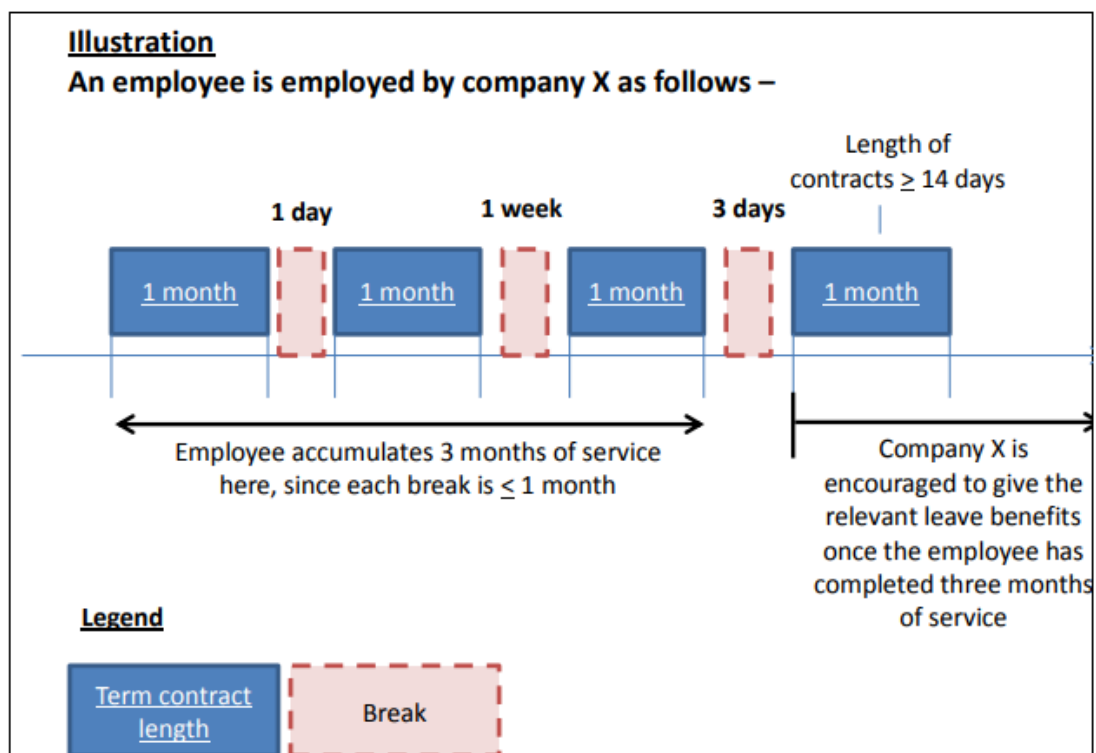 Illustration
An employee is employed by company X as follows –
Length of
contracts ≥ 14 days
1 day
1 week
3 days
1 month
1 month
1 month
1 month
Employee accumulates 3 months of service
here, since each break is ≤ 1 month
Company X is
encouraged to give the
relevant leave benefits
once the employee has
completed three months
of service
Legend
Term contract
length
Break